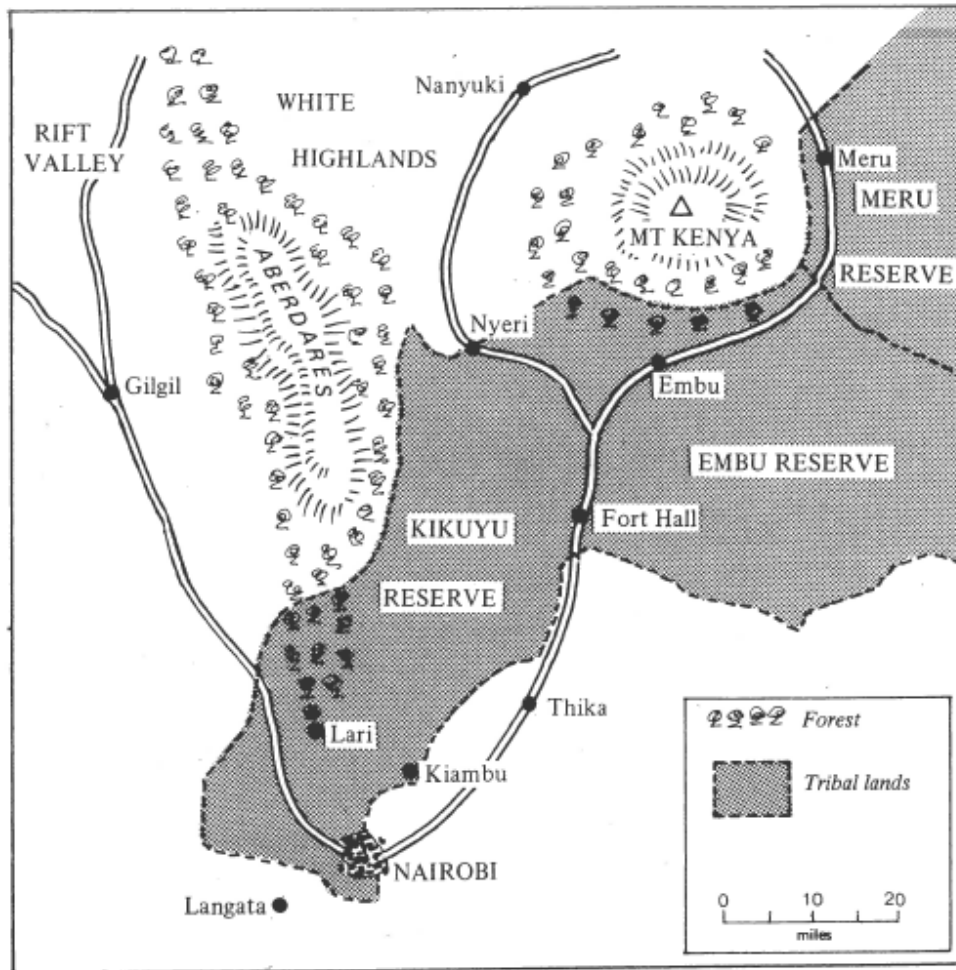 Nanyuki
WHITE
HIGHLANDS
RIFT
VALLEY
Meru
MERU
RESERVE
MT KENYA
ABERDARES
Nyeri
Embu
Gilgil
EMBU RESERVE
Fort Hall
KIKUYU
RESERVE
Thika
Lari
Kiambu
NAIROBI
Langata
Forest
Tribal lands
0 10 20
miles